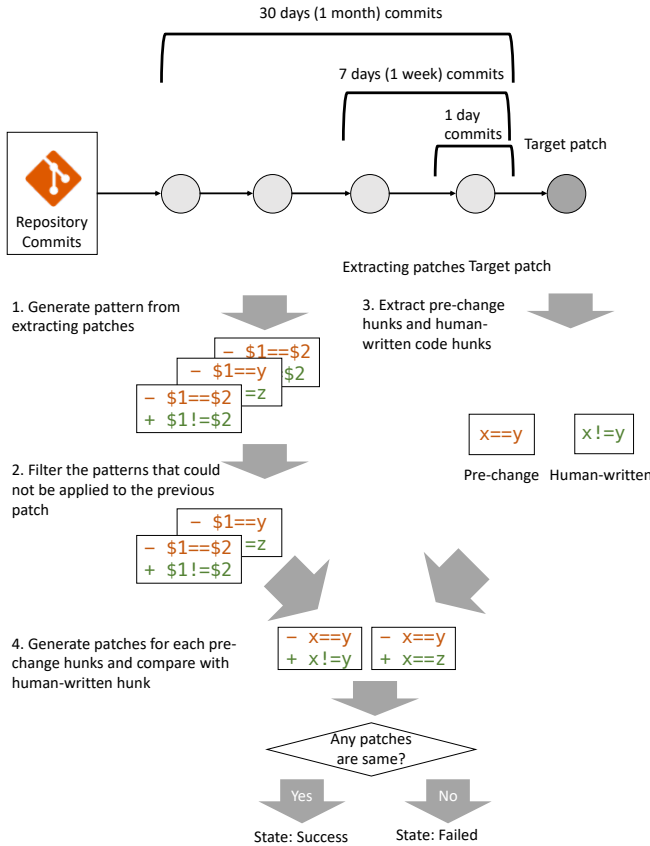 30 days (1 month) commits
7 days (1 week) commits
1 day
commits
Target patch
Repository
Commits
Extracting patches Target patch
1. Generate pattern from
extracting patches
3. Extract pre-change
hunks and human-
written code hunks
− $1==$2
=$2
− $1==y
=z
− $1==$2
+ $1!=$2
x==y
x!=y
Pre-change
Human-written
2. Filter the patterns that could
not be applied to the previous
patch
− $1==y
=z
− $1==$2
+ $1!=$2
4. Generate patches for each pre-
change hunks and compare with
human-written hunk
− x==y
+ x!=y
− x==y
+ x==z
Any patches
are same?
Yes
No
State: Success
State: Failed